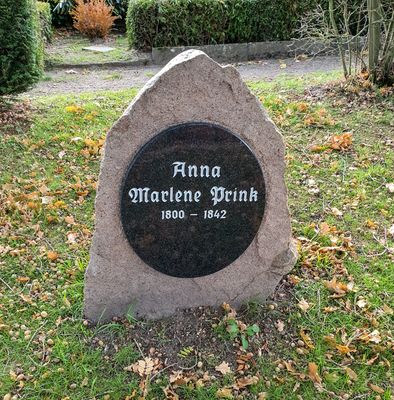 Anna
Marlene Prink
1800 – 1842